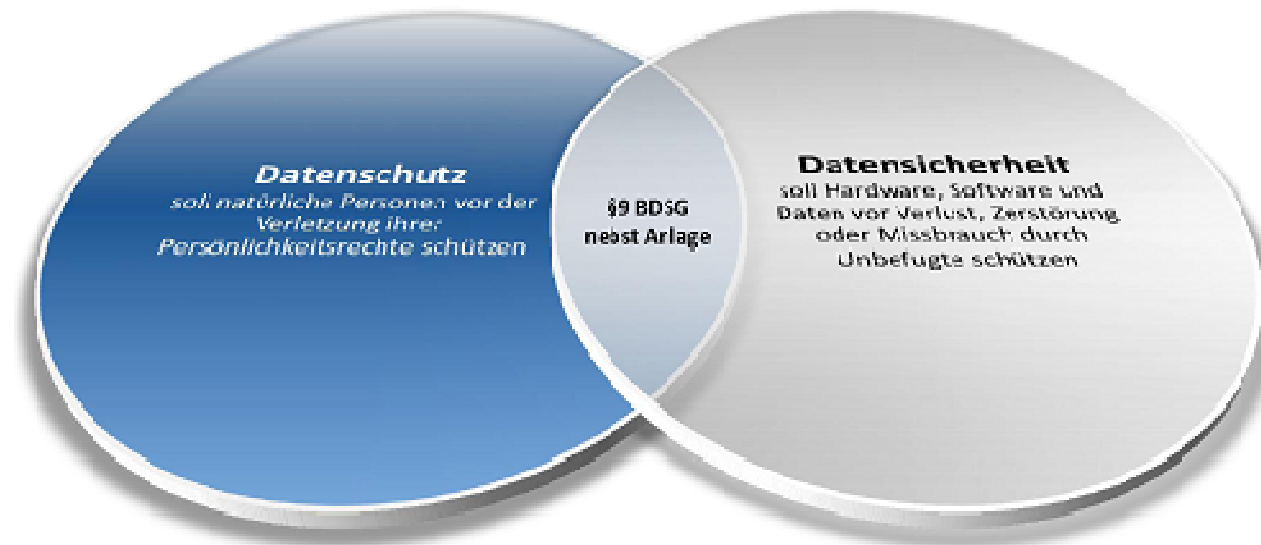 Datenschutz
soll natürliche Personen vor der
Verletzung ihrer
Persönlichkeitsrechte schützen
§9 BDSG
nebst Anlage
Datensicherheit
soll Hardware, Software und
Daten vor Verlust, Zerstörung
oder Missbrauch durch
Unbefugte schützen